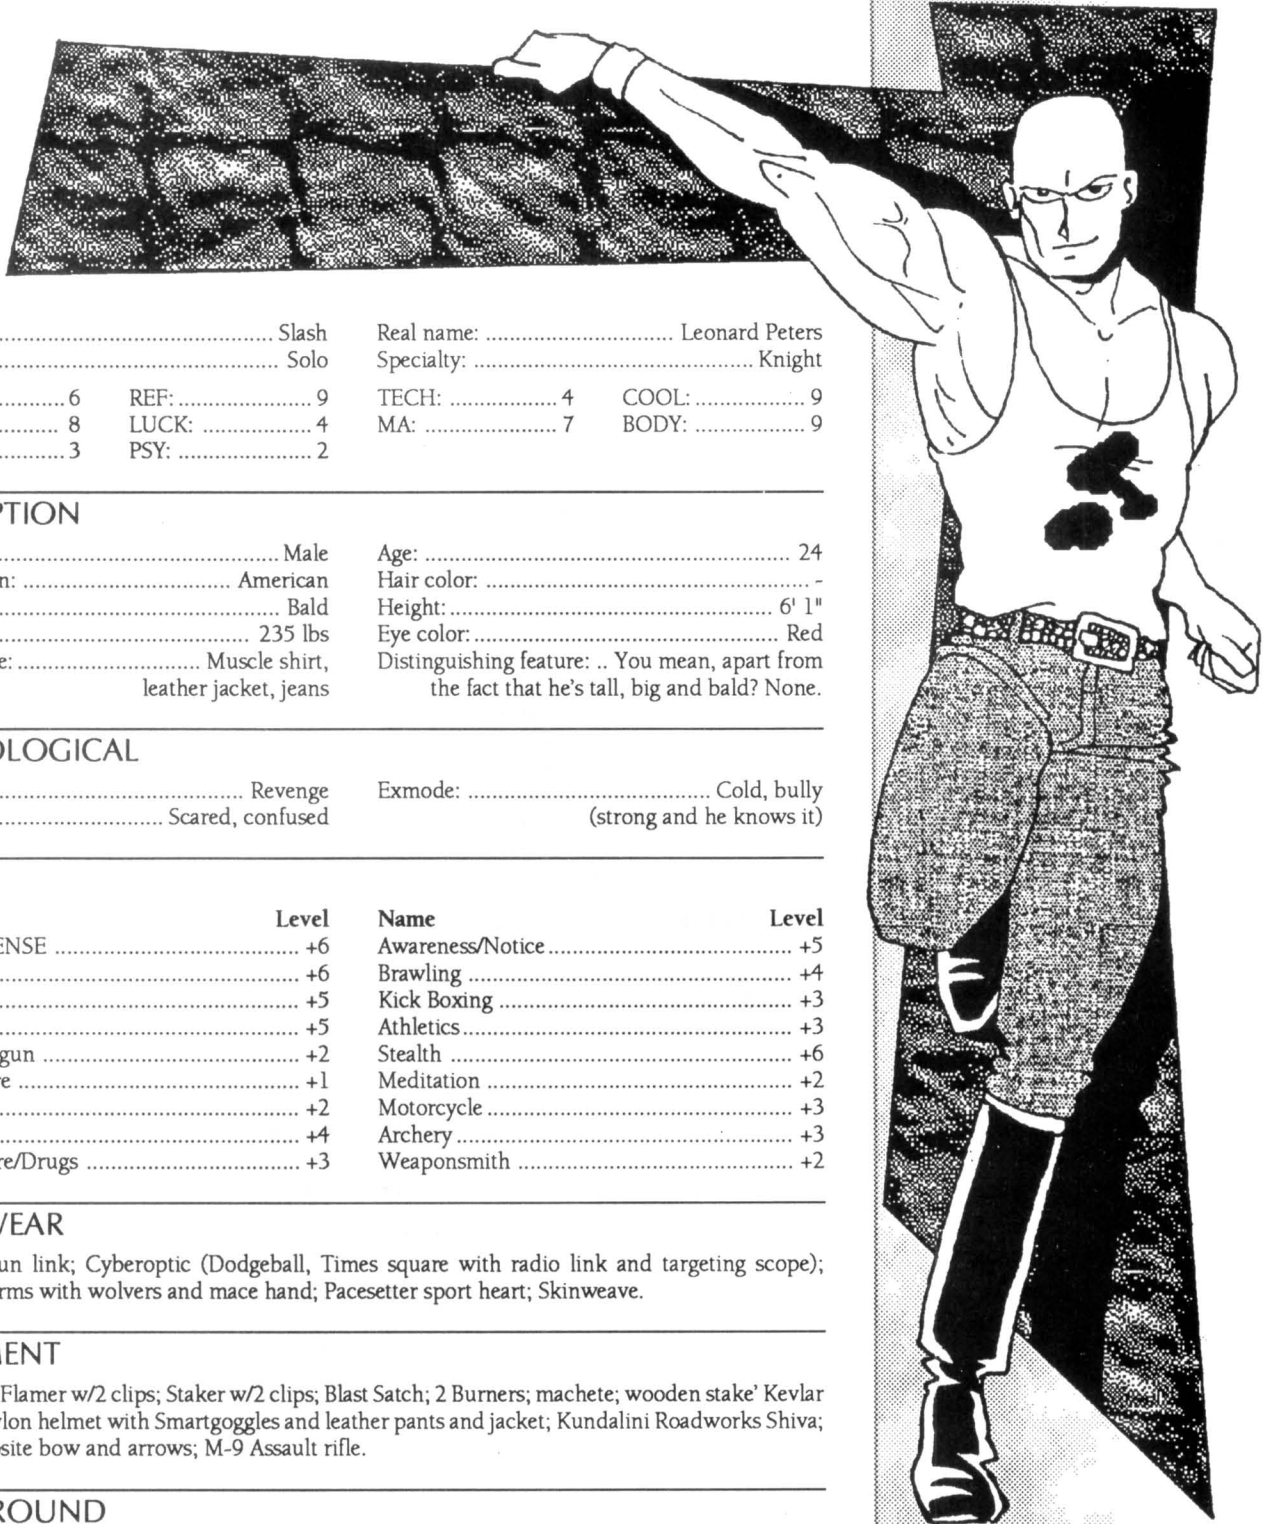 ........................................ Slash Real name: ............................ Leonard Peters
........................................ Solo Specialty: .......................................... Knight
............ 6 REF: ..................... 9 TECH: ................. 4 COOL: ................. 9
............ 8 LUCK: ................. 4 MA: .................... 7 BODY: ................. 9
............ 3 PSY: ..................... 2
PTION
........................................ Male Age: ....................................................... 24
n: ............................... American Hair color: ................................................. -
........................................ Bald Height: ................................................ 6' 1"
........................................ 235 lbs Eye color: .............................................. Red
e: ............................ Muscle shirt, Distinguishing feature: .. You mean, apart from
leather jacket, jeans the fact that he's tall, big and bald? None.
OLOGICAL
..................................... Revenge Exmode: ..................................... Cold, bully
......................... Scared, confused (strong and he knows it)
Level Name Level
ENSE ..................................... +6 Awareness/Notice ..................................... +5
............................................. +6 Brawling .................................................. +4
............................................. +5 Kick Boxing ............................................. +3
............................................. +5 Athletics .................................................. +3
gun ....................................... +2 Stealth .................................................... +6
e .......................................... +1 Meditation .............................................. +2
............................................. +2 Motorcycle .............................................. +3
............................................. +4 Archery ................................................... +3
re/Drugs ................................ +3 Weaponsmith ......................................... +2
WEAR
un link; Cyberoptic (Dodgeball, Times square with radio link and targeting scope);
rms with wolvers and mace hand; Pacesetter sport heart; Skinweave.
MENT
Flamer w/2 clips; Staker w/2 clips; Blast Satch; 2 Burners; machete; wooden stake' Kevlar
ylon helmet with Smartgoggles and leather pants and jacket; Kundalini Roadworks Shiva;
site bow and arrows; M-9 Assault rifle.
ROUND